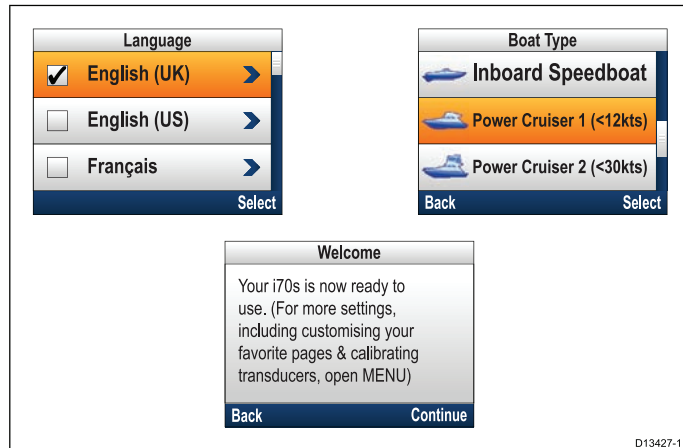 Language
English (UK)
English (US)
Français
Select
Boat Type
Inboard Speedboat
Power Cruiser 1 (<12kts)
Power Cruiser 2 (<30kts)
Back Select
Welcome
Your i70s is now ready to
use. (For more settings,
including customising your
favorite pages & calibrating
transducers, open MENU)
Back Continue
D13427-1